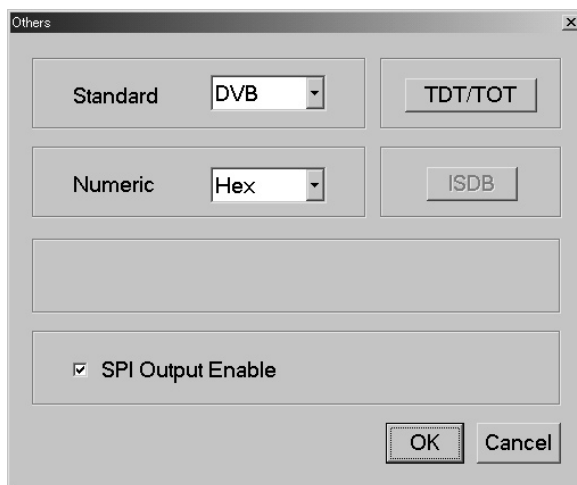 Others
Standard DVB TDT/TOT
Numeric Hex ISDB
SPI Output Enable
OK Cancel